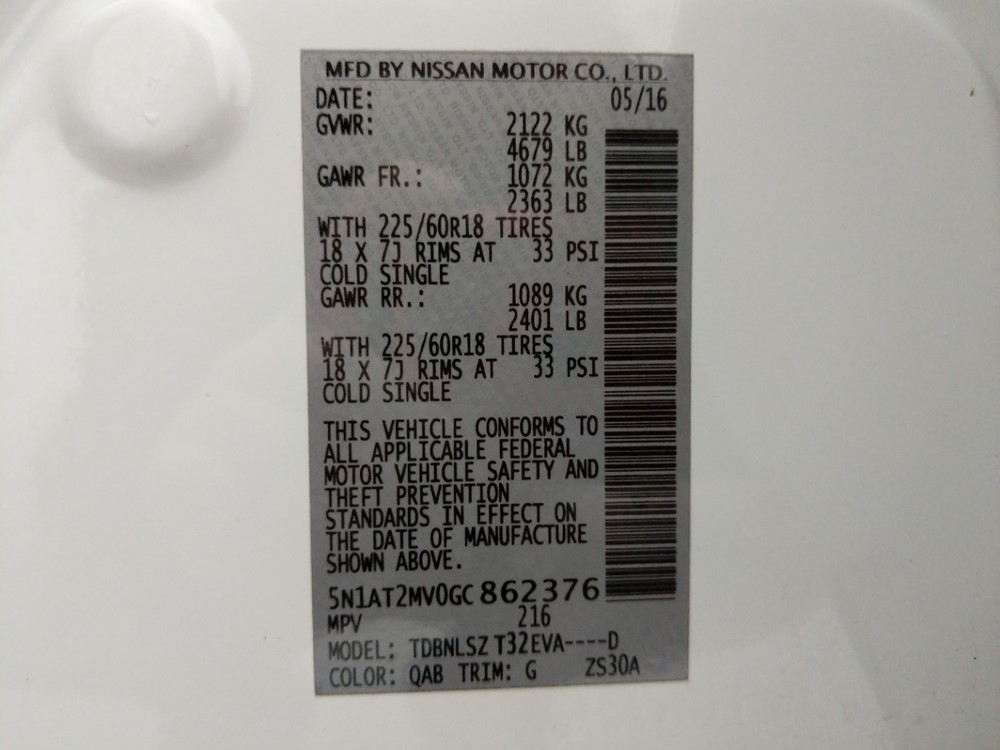 MFD BY NISSAN MOTOR CO., LTD.
DATE: 05/16
GVWR: 2122 KG
4679 LB
GAWR FR.: 1072 KG
2363 LB
WITH 225/60R18 TIRES
18 X 7J RIMS AT 33 PSI
COLD SINGLE
GAWR RR.: 1089 KG
2401 LB
WITH 225/60R18 TIRES
18 X 7J RIMS AT 33 PSI
COLD SINGLE
THIS VEHICLE CONFORMS TO
ALL APPLICABLE FEDERAL
MOTOR VEHICLE SAFETY AND
THEFT PREVENTION
STANDARDS IN EFFECT ON
THE DATE OF MANUFACTURE
SHOWN ABOVE.
5N1AT2MV0GC862376
MPV 216
MODEL: TDBNLSZ T32EVA----D
COLOR: QAB TRIM: G ZS30A